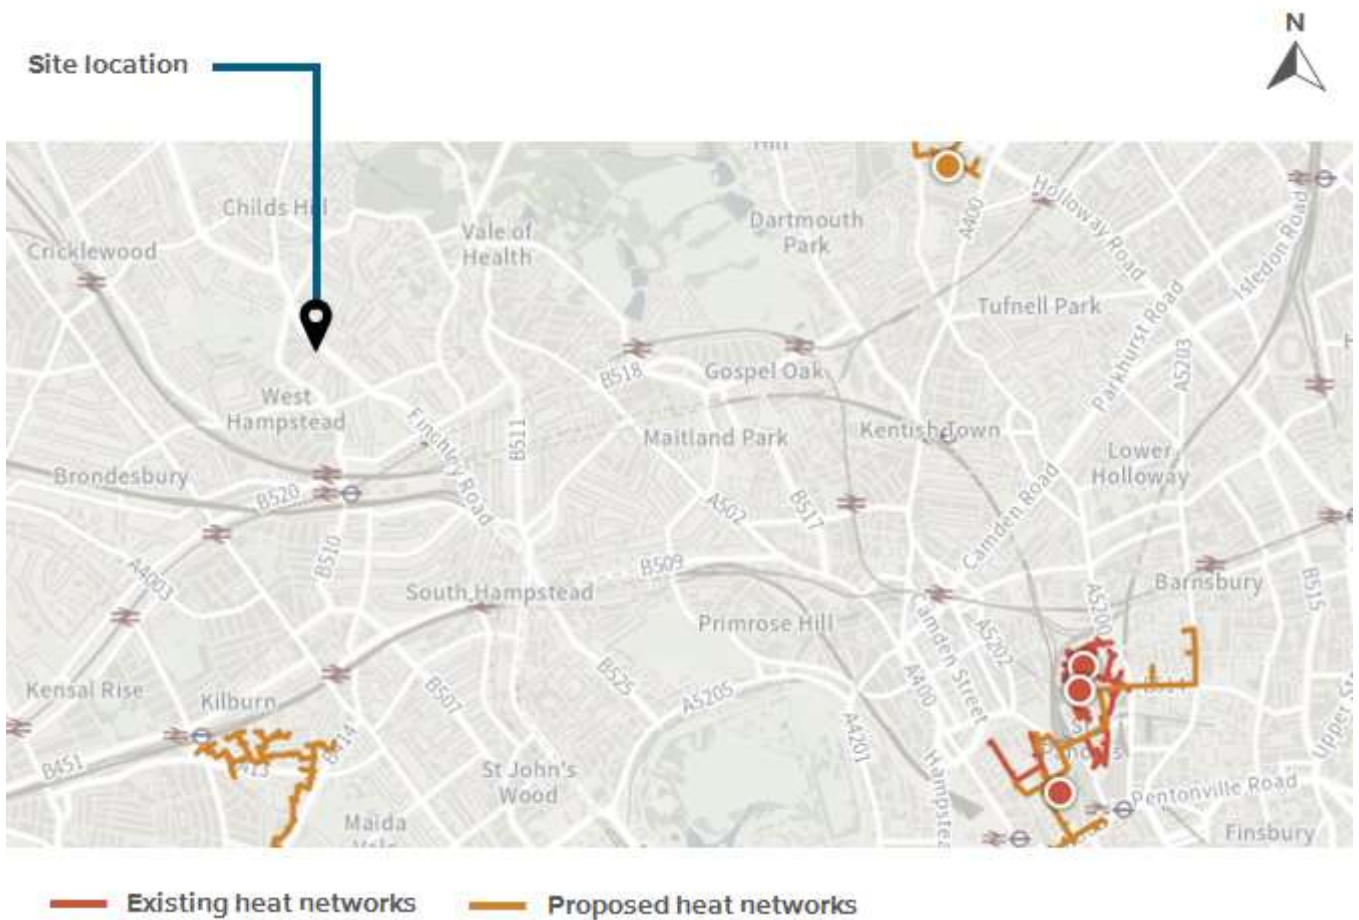 N
Site location
Hill
Childs Hill
Vale of
Health
Dartmouth
Park
A400
Holloway Road
Isledon Road
Cricklewood
Tufnell Park
Parkhurst Road
A5203
B518
Gospel Oak
West
Hampstead
Finchley Road
B511
Maitland Park
Kentish Town
Lower
Holloway
Brondesbury
B520
A502
B517
Camden Road
B510
A4003
B509
South Hampstead
Barnsbury
B515
A5200
Primrose Hill
Camden Street
A5202
A400
Kensal Rise
Kilburn
B507
B525
A5205
A4201
B451
B414
St John's
Wood
Pentonville Road
Maida
Finsbury
Existing heat networks
Proposed heat networks